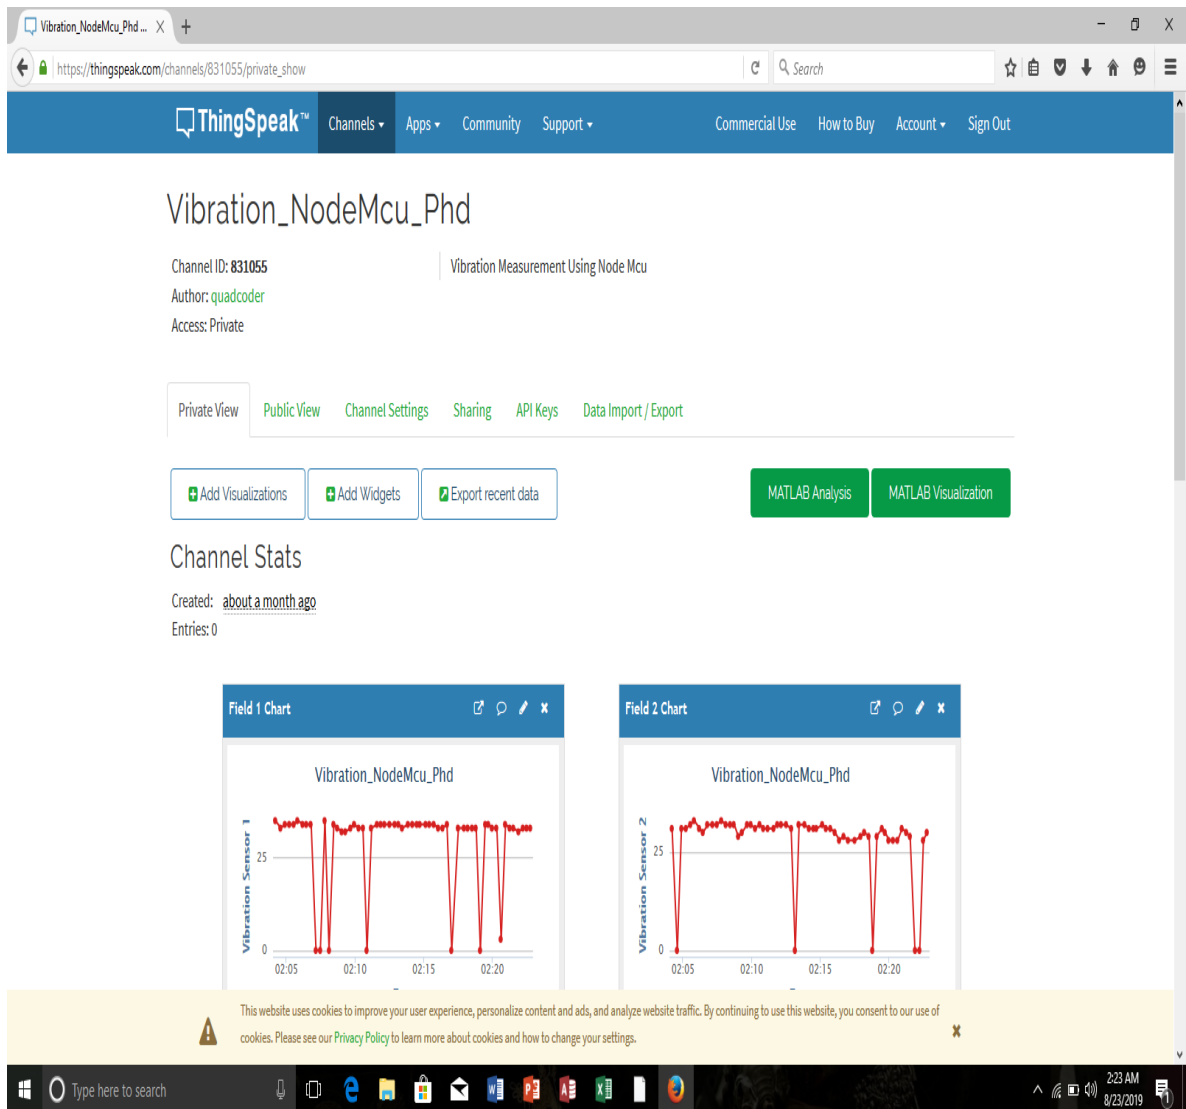 Vibration_NodeMcu_Phd ...
https://thingspeak.com/channels/831055/private_show
Search
ThingSpeak™ Channels Apps Community Support Commercial Use How to Buy Account Sign Out
Vibration_NodeMcu_Phd
Channel ID: 831055 Vibration Measurement Using Node Mcu
Author: quadcoder
Access: Private
Private View Public View Channel Settings Sharing API Keys Data Import / Export
Add Visualizations Add Widgets Export recent data MATLAB Analysis MATLAB Visualization
Channel Stats
Created: about a month ago
Entries: 0
Field 1 Chart
Vibration_NodeMcu_Phd
Vibration Sensor 1
25
0
02:05 02:10 02:15 02:20
Field 2 Chart
Vibration_NodeMcu_Phd
Vibration Sensor 2
25
0
02:05 02:10 02:15 02:20
This website uses cookies to improve your user experience, personalize content and ads, and analyze website traffic. By continuing to use this website, you consent to our use of
cookies. Please see our Privacy Policy to learn more about cookies and how to change your settings.
Type here to search
2:23 AM
8/23/2019
1